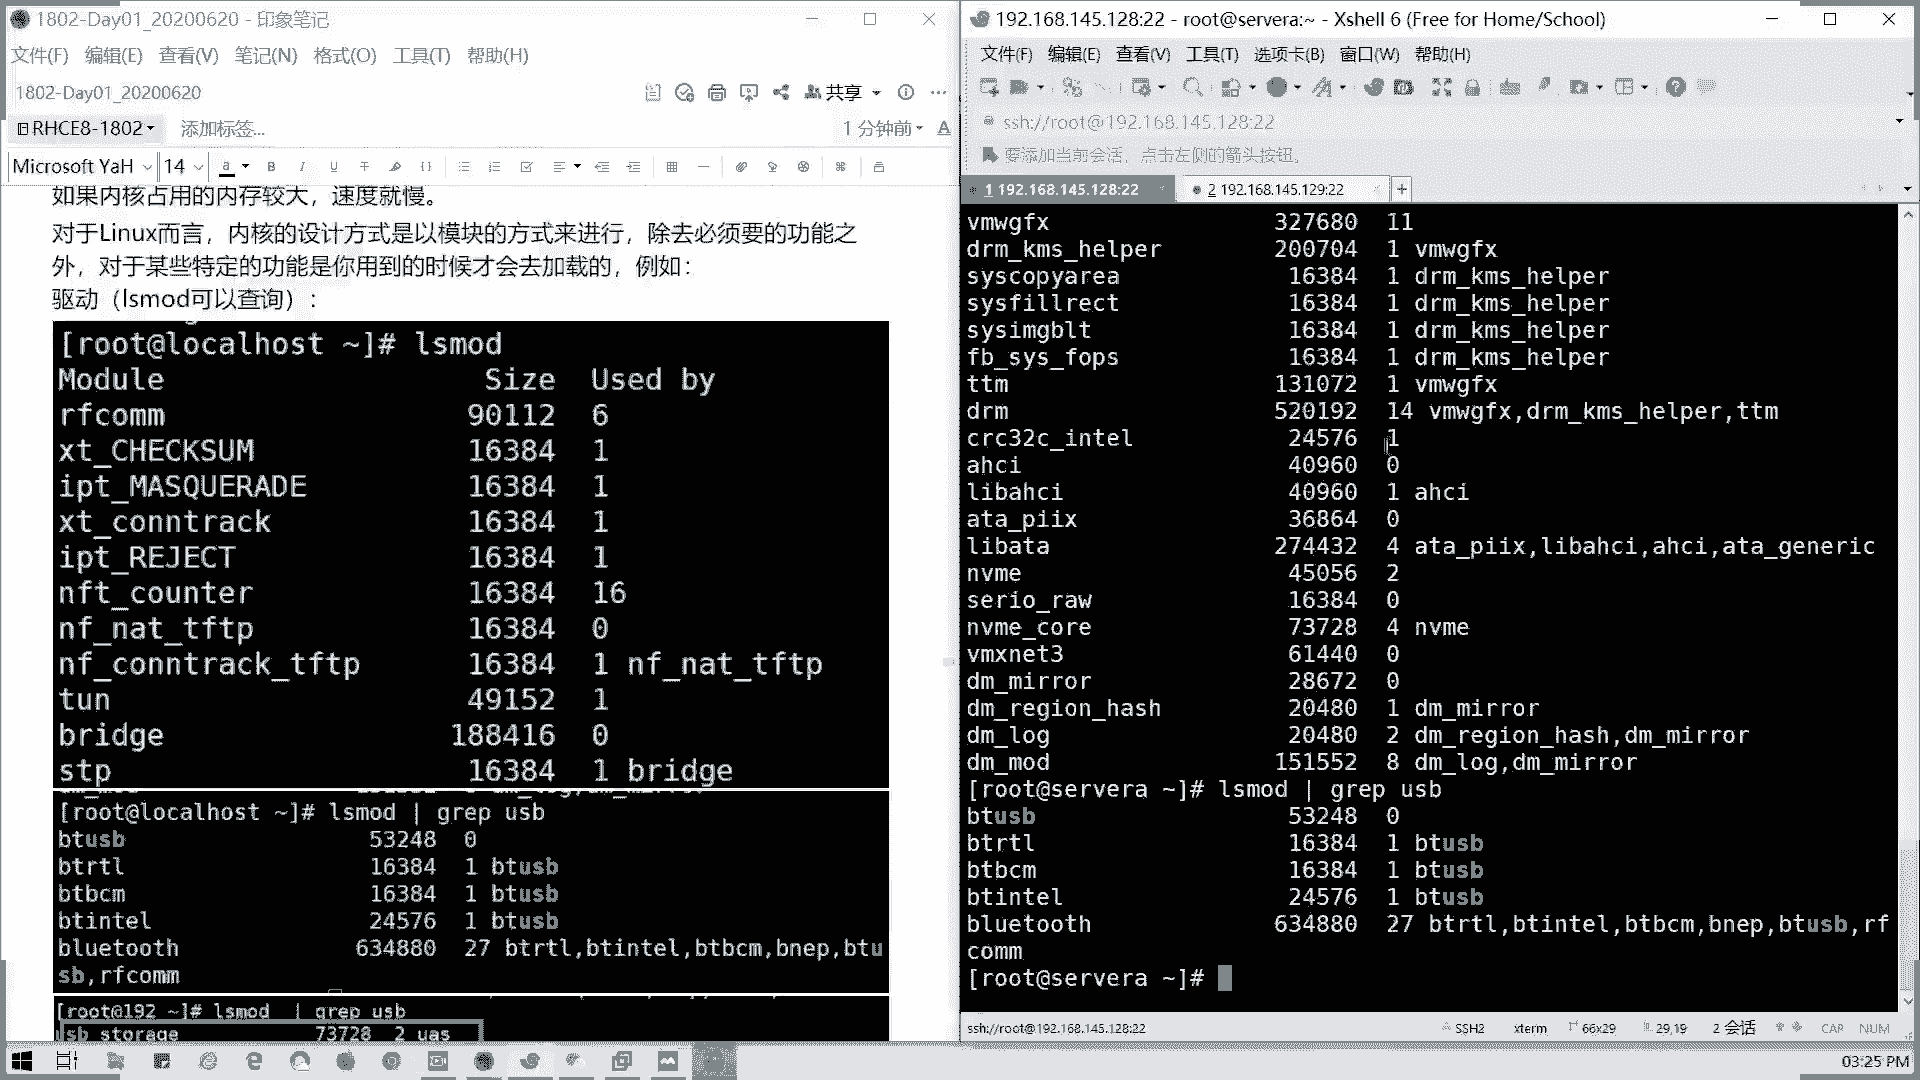 1802-Day01_20200620 - 印象笔记
文件(F) 编辑(E) 查看(V) 笔记(N) 格式(O) 工具(T) 帮助(H)
1802-Day01_20200620
共享
RHCE8-1802 添加标签...
1 分钟前
Microsoft YaH 14
如果内核占用的内存较大，速度就慢。
对于Linux而言，内核的设计方式是以模块的方式来进行，除去必须要的功能之
外，对于某些特定的功能是你用到的时候才会去加载的，例如：
驱动（lsmod可以查询）：
[root@localhost ~]# lsmod
Module Size Used by
rfcomm 90112 6
xt_CHECKSUM 16384 1
ipt_MASQUERADE 16384 1
xt_conntrack 16384 1
ipt_REJECT 16384 1
nft_counter 16384 16
nf_nat_tftp 16384 0
nf_conntrack_tftp 16384 1 nf_nat_tftp
tun 49152 1
bridge 188416 0
stp 16384 1 bridge
[root@localhost ~]# lsmod | grep usb
btusb 53248 0
btrtl 16384 1 btusb
btbcm 16384 1 btusb
btintel 24576 1 btusb
bluetooth 634880 27 btrtl,btintel,btbcm,bnep,btu
sb,rfcomm
[root@192 ~]# lsmod | grep usb
usb_storage 73728 2 uas
192.168.145.128:22 - root@servera:~ - Xshell 6 (Free for Home/School)
文件(F) 编辑(E) 查看(V) 工具(T) 选项卡(B) 窗口(W) 帮助(H)
ssh://root@192.168.145.128:22
要添加当前会话，点击左侧的箭头按钮。
1 192.168.145.128:22
2 192.168.145.129:22
vmwgfx 327680 11
drm_kms_helper 200704 1 vmwgfx
syscopyarea 16384 1 drm_kms_helper
sysfillrect 16384 1 drm_kms_helper
sysimgblt 16384 1 drm_kms_helper
fb_sys_fops 16384 1 drm_kms_helper
ttm 131072 1 vmwgfx
drm 520192 14 vmwgfx,drm_kms_helper,ttm
crc32c_intel 24576 1
ahci 40960 0
libahci 40960 1 ahci
ata_piix 36864 0
libata 274432 4 ata_piix,libahci,ahci,ata_generic
nvme 45056 2
serio_raw 16384 0
nvme_core 73728 4 nvme
vmxnet3 61440 0
dm_mirror 28672 0
dm_region_hash 20480 1 dm_mirror
dm_log 20480 2 dm_region_hash,dm_mirror
dm_mod 151552 8 dm_log,dm_mirror
[root@servera ~]# lsmod | grep usb
btusb 53248 0
btrtl 16384 1 btusb
btbcm 16384 1 btusb
btintel 24576 1 btusb
bluetooth 634880 27 btrtl,btintel,btbcm,bnep,btusb,rf
comm
[root@servera ~]#
ssh://root@192.168.145.128:22 SSH2 xterm 66x29 29,19 2 会话 CAP NUM
03:25 PM